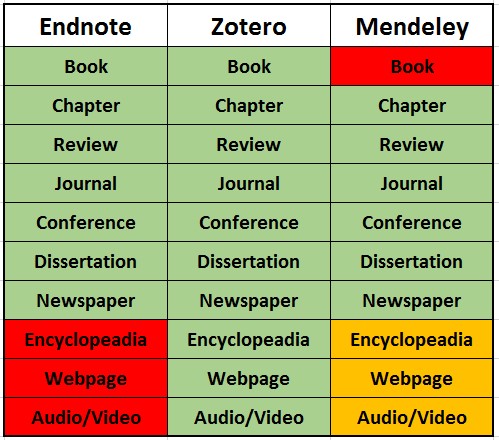 Endnote Zotero Mendeley
Book Book Book
Chapter Chapter Chapter
Review Review Review
Journal Journal Journal
Conference Conference Conference
Dissertation Dissertation Dissertation
Newspaper Newspaper Newspaper
Encyclopeadia Encyclopeadia Encyclopeadia
Webpage Webpage Webpage
Audio/Video Audio/Video Audio/Video